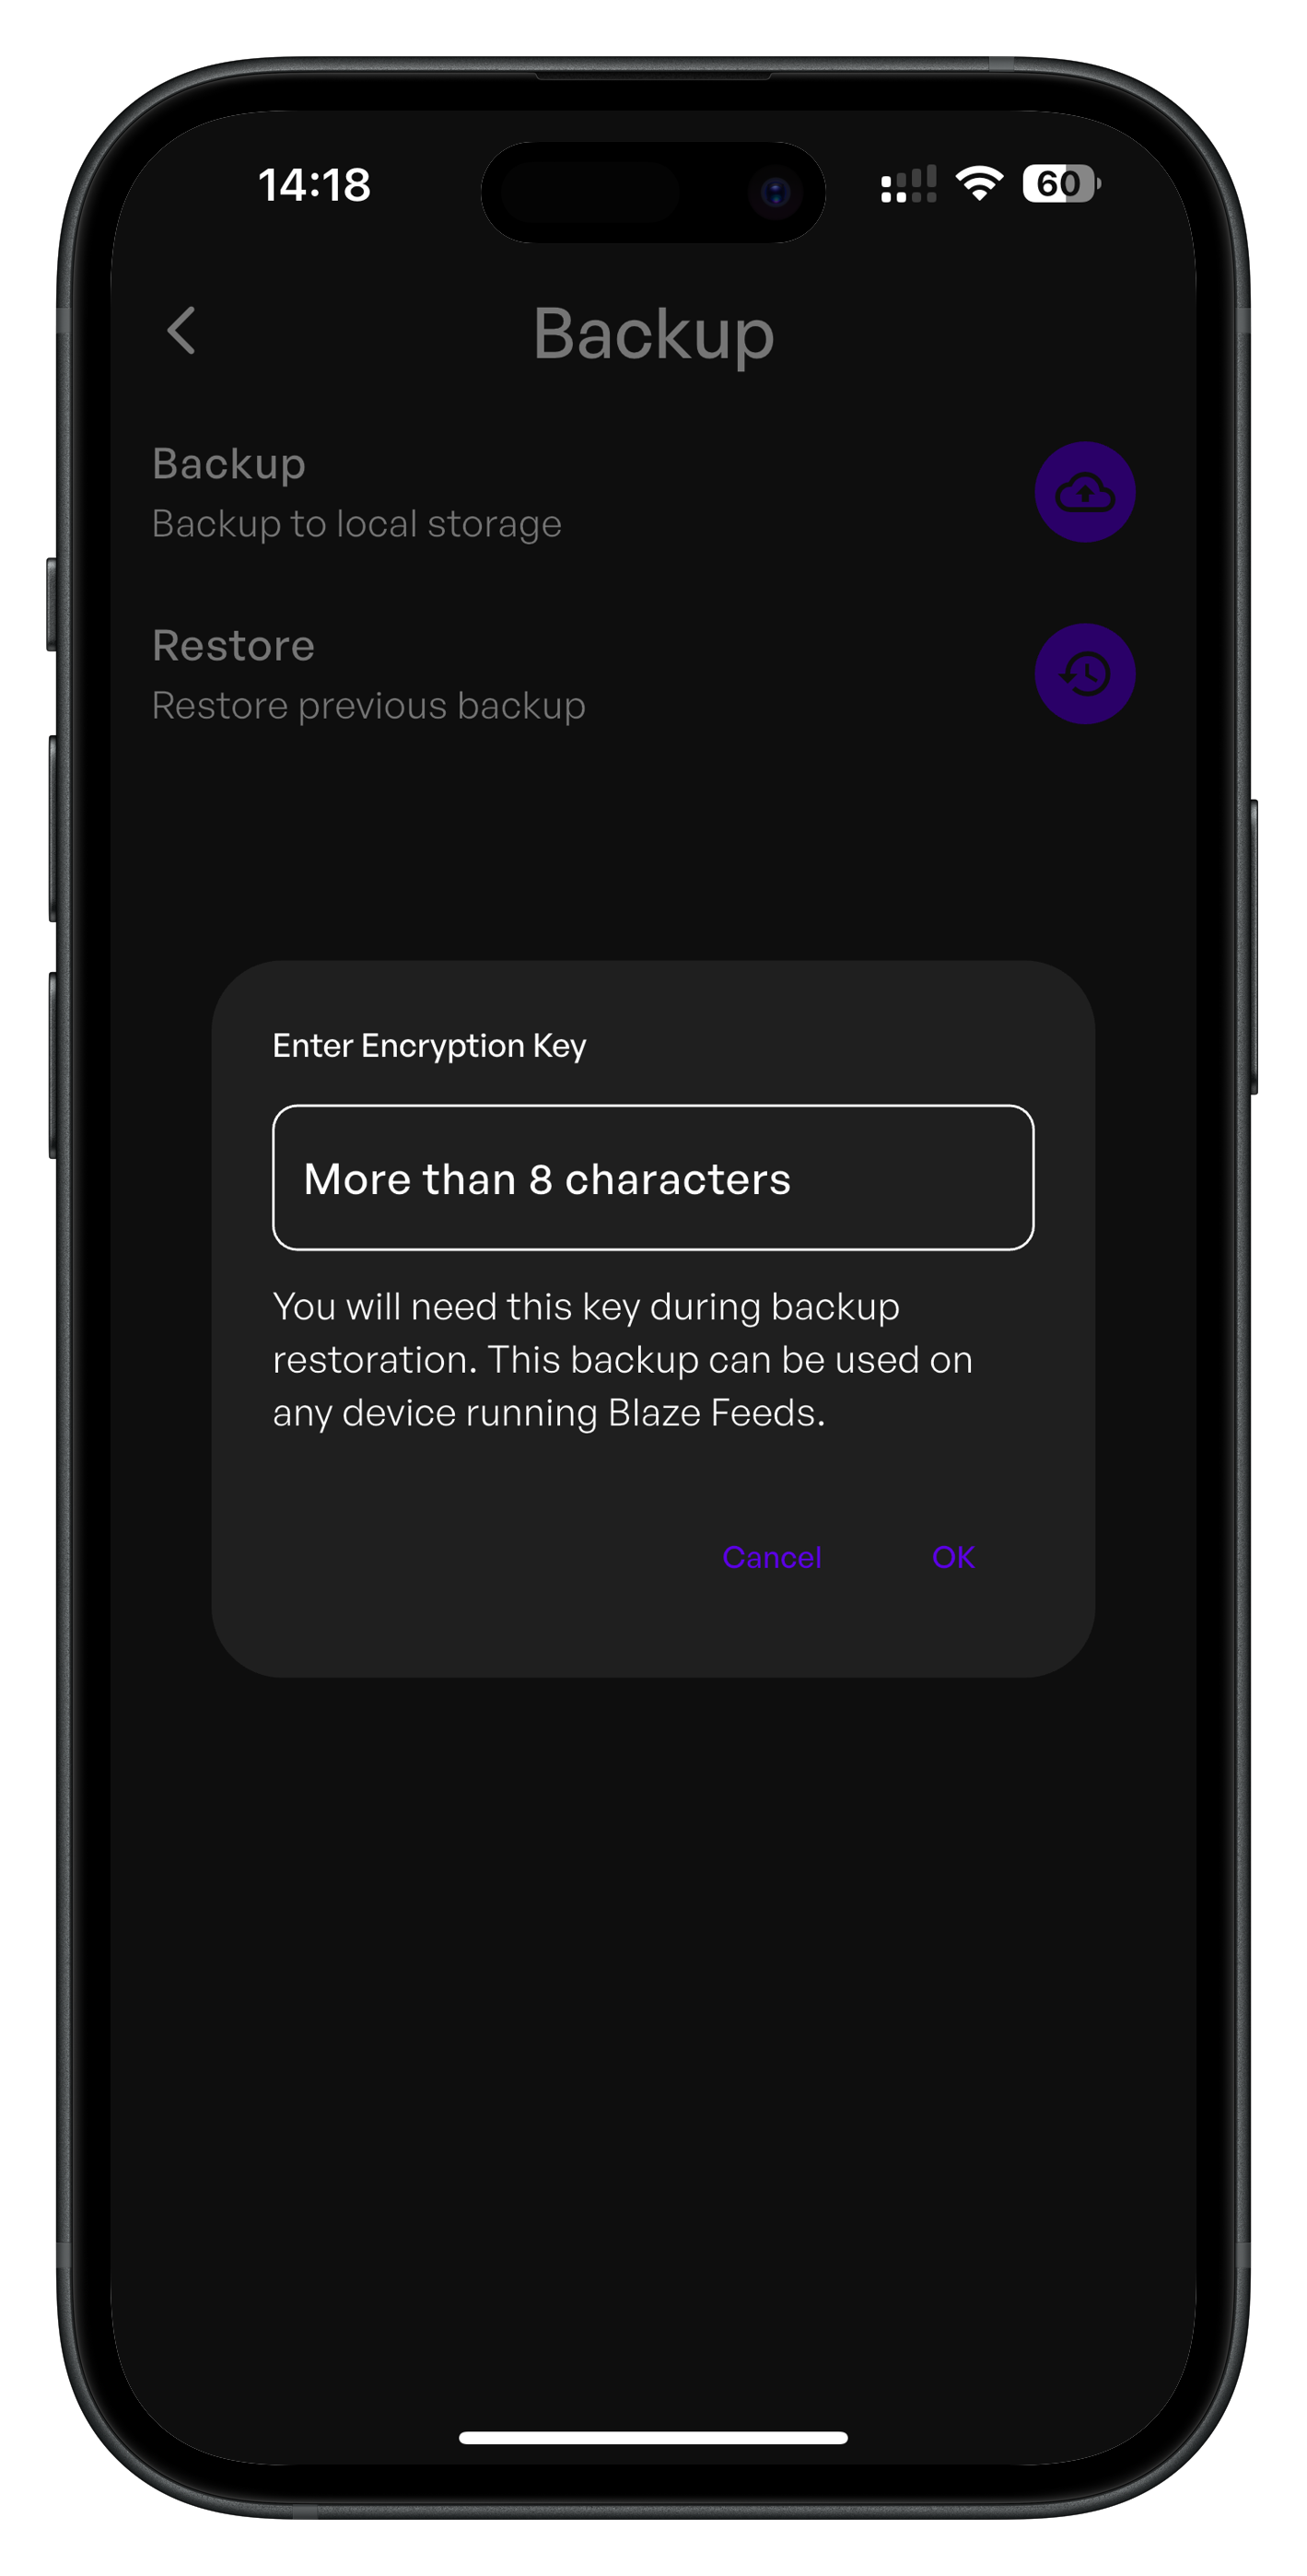 14:18
60
Backup
Backup
Backup to local storage
Restore
Restore previous backup
Enter Encryption Key
More than 8 characters
You will need this key during backup
restoration. This backup can be used on
any device running Blaze Feeds.
Cancel OK